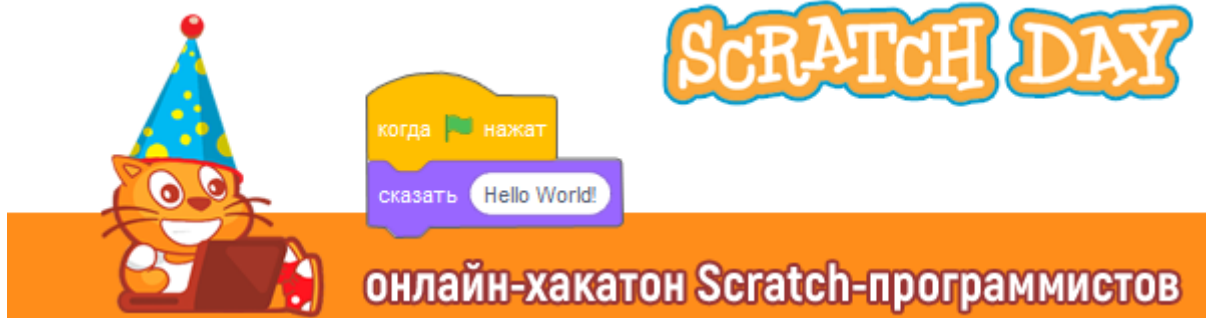 SCRATCH DAY
когда нажат
сказать Hello World!
онлайн-хакатон Scratch-программистов